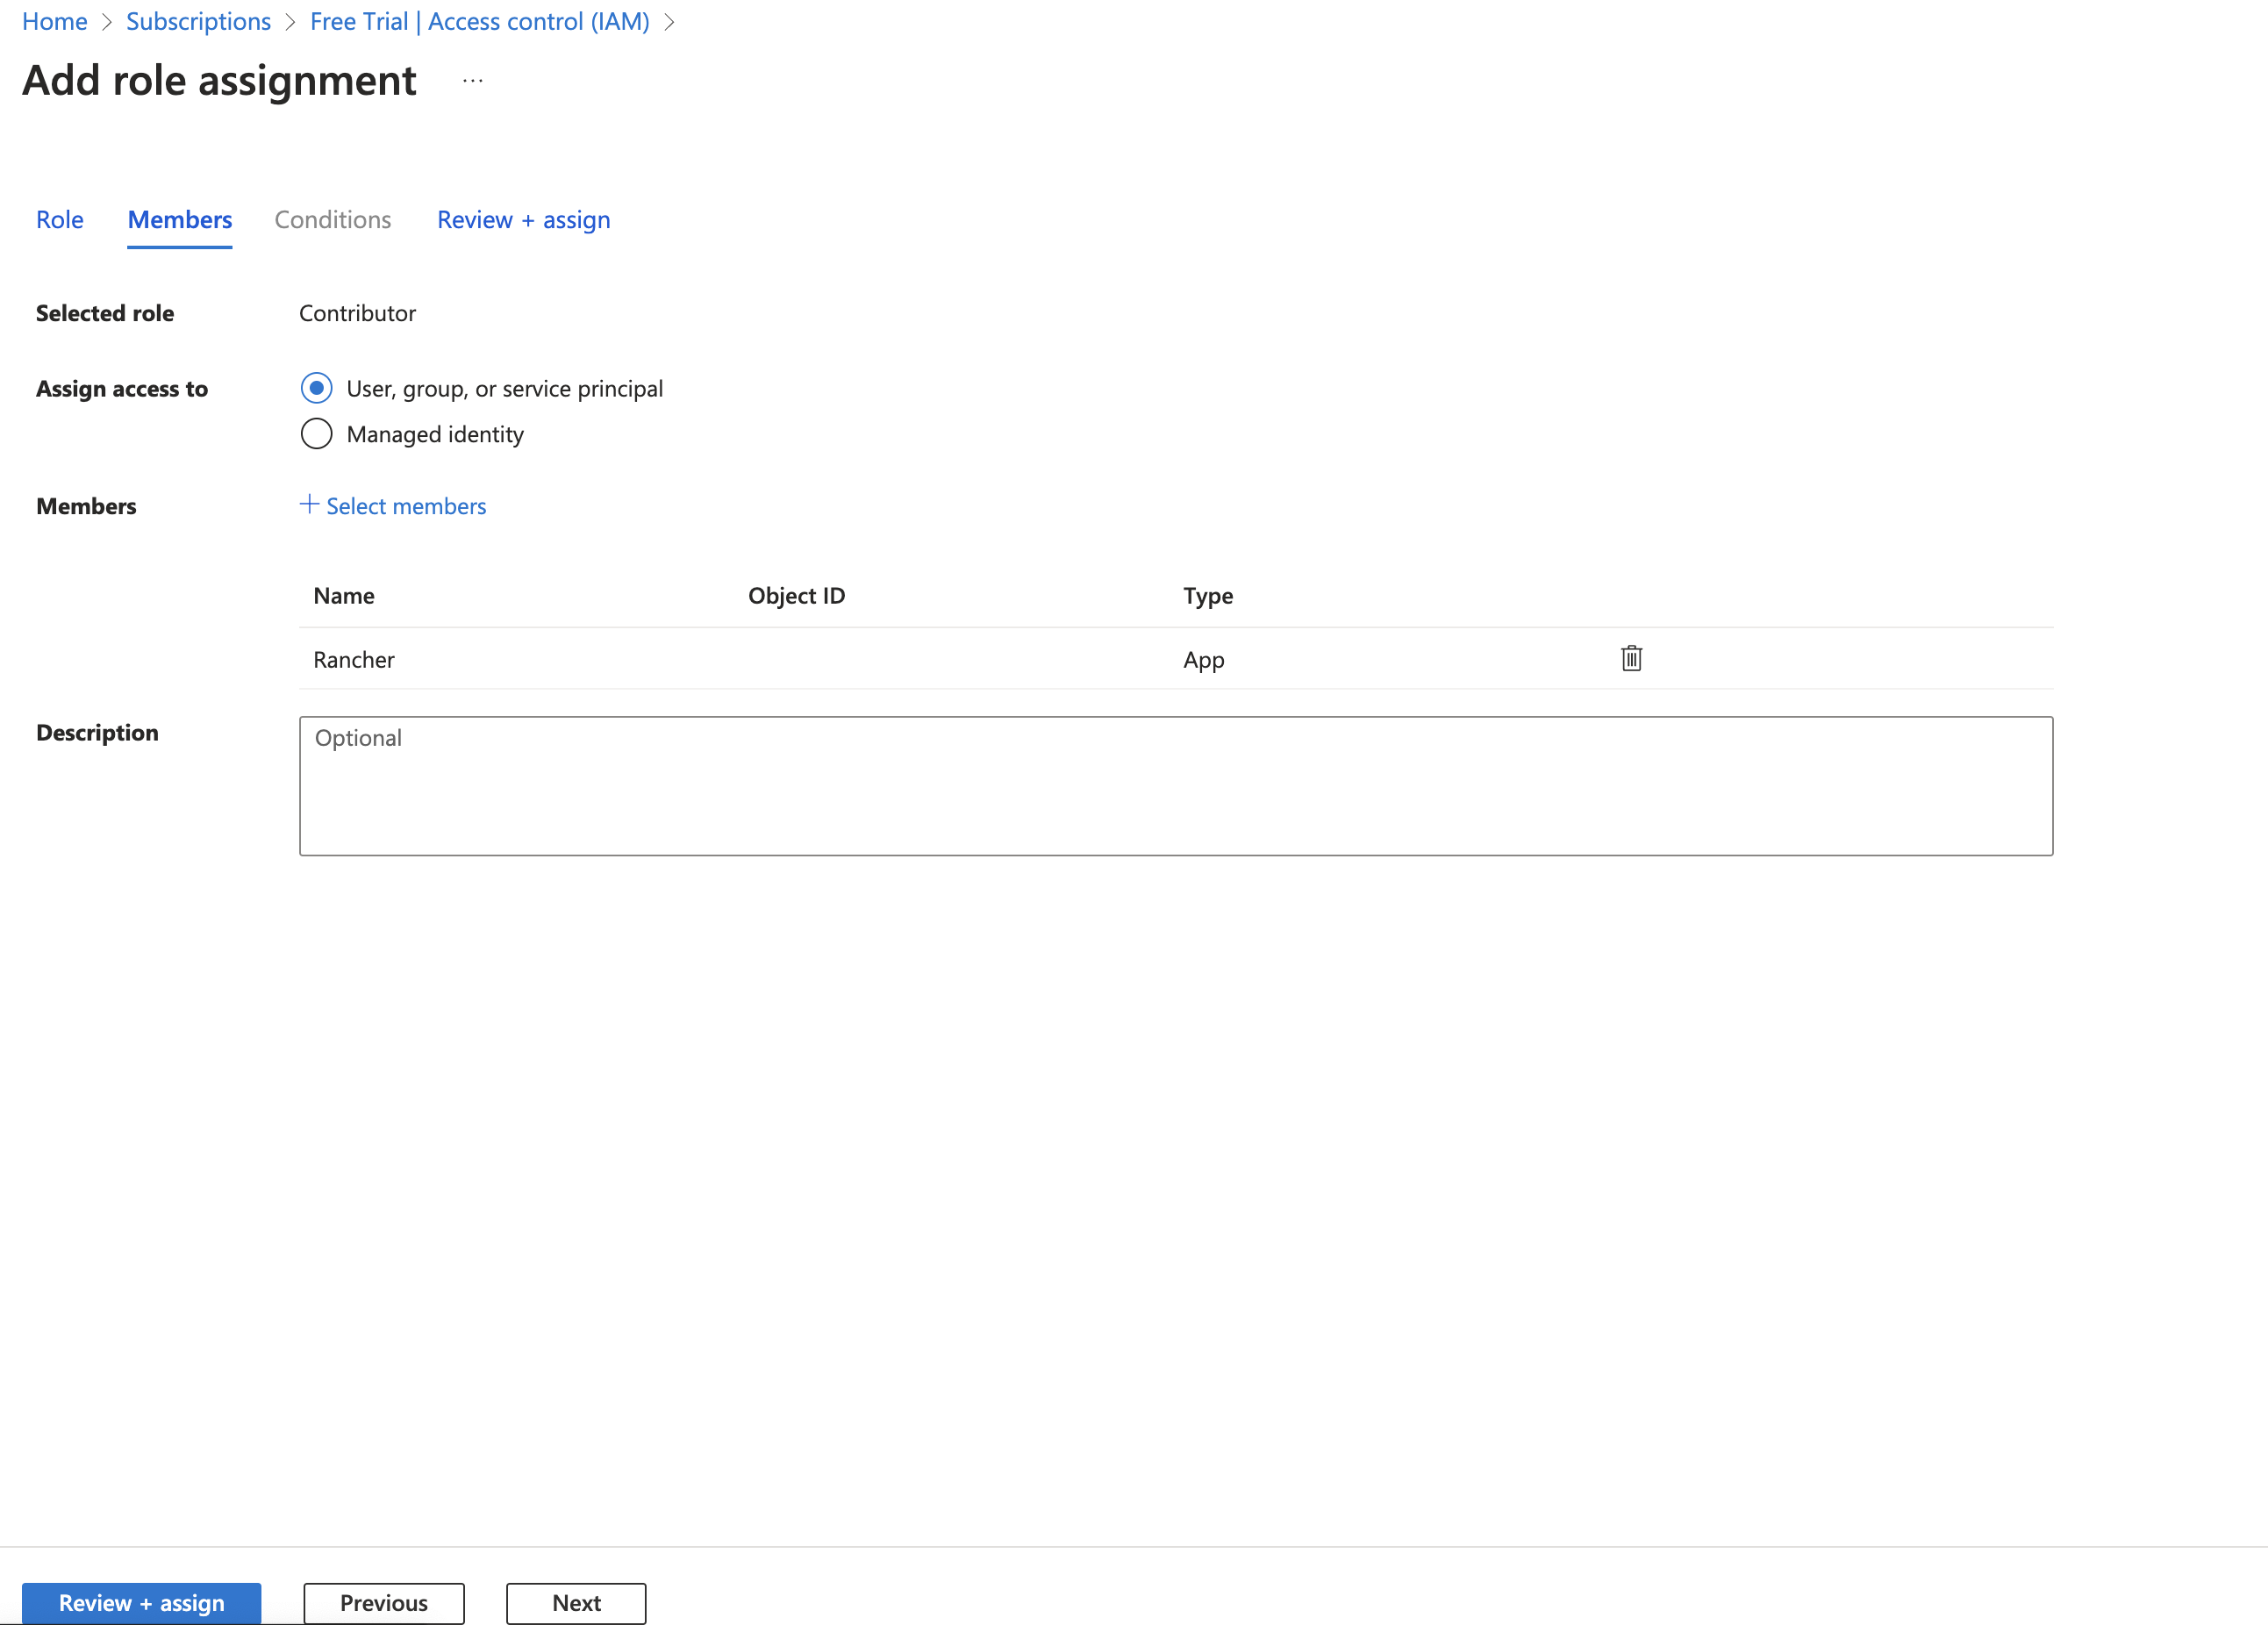 Home > Subscriptions > Free Trial | Access control (IAM) >
Add role assignment ...
Role Members Conditions Review + assign
Selected role Contributor
Assign access to User, group, or service principal
Managed identity
Members + Select members
Name Object ID Type
Rancher App
Description Optional
Review + assign Previous Next